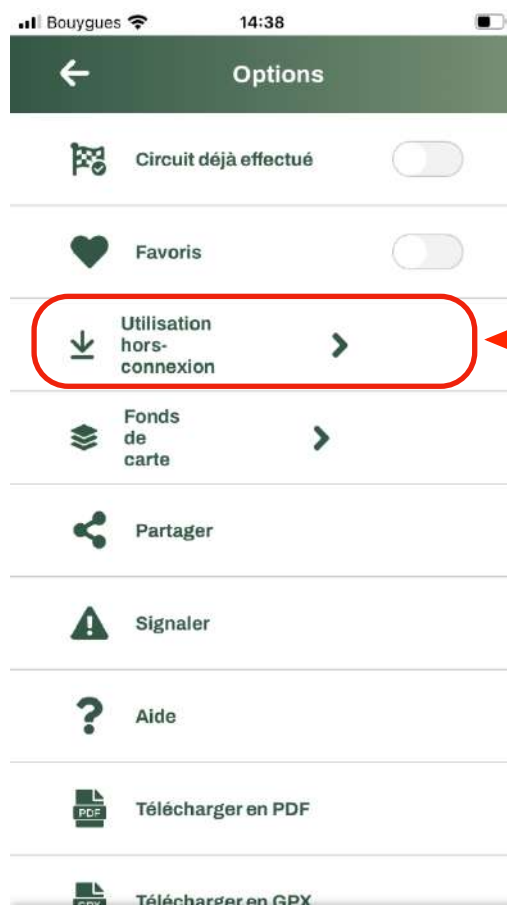 Bouygues 14:38
Options
Circuit déjà effectué
Favoris
Utilisation
hors-
connexion
Fonds
de
carte
Partager
Signaler
Aide
PDF Télécharger en PDF
GPX Télécharger en GPX